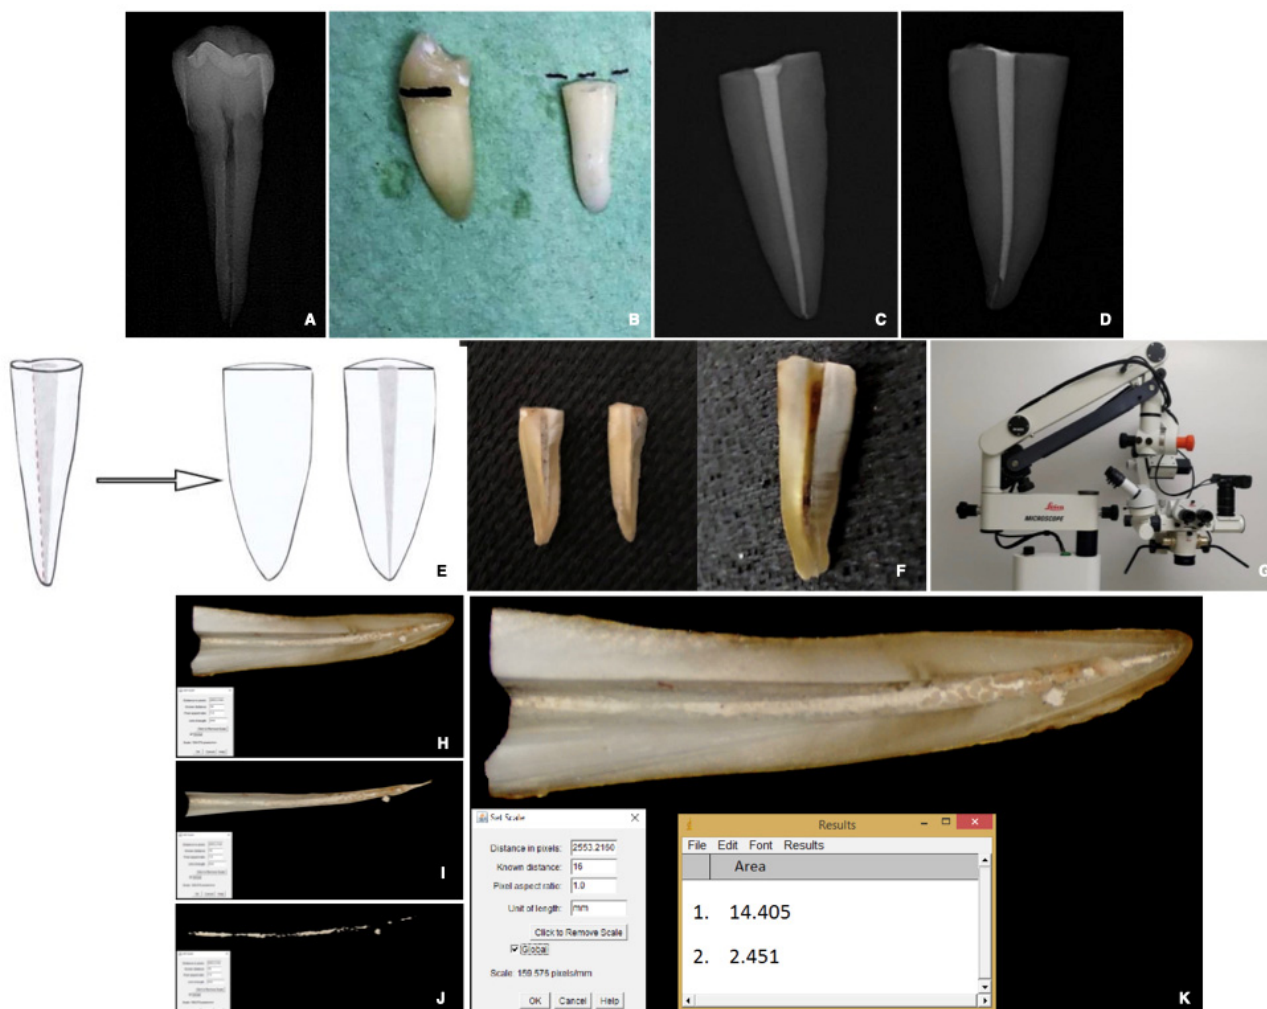 A
B
C
D
E
F
Leica
MICROSCOPE
G
H
I
J
Set Scale
Distance in pixels: 2553.2160
Known distance: 16
Pixel aspect ratio: 1.0
Unit of length: mm
Click to Remove Scale
Global
Scale: 159.576 pixels/mm
OK Cancel Help
Results
File Edit Font Results
Area
1. 14.405
2. 2.451
K